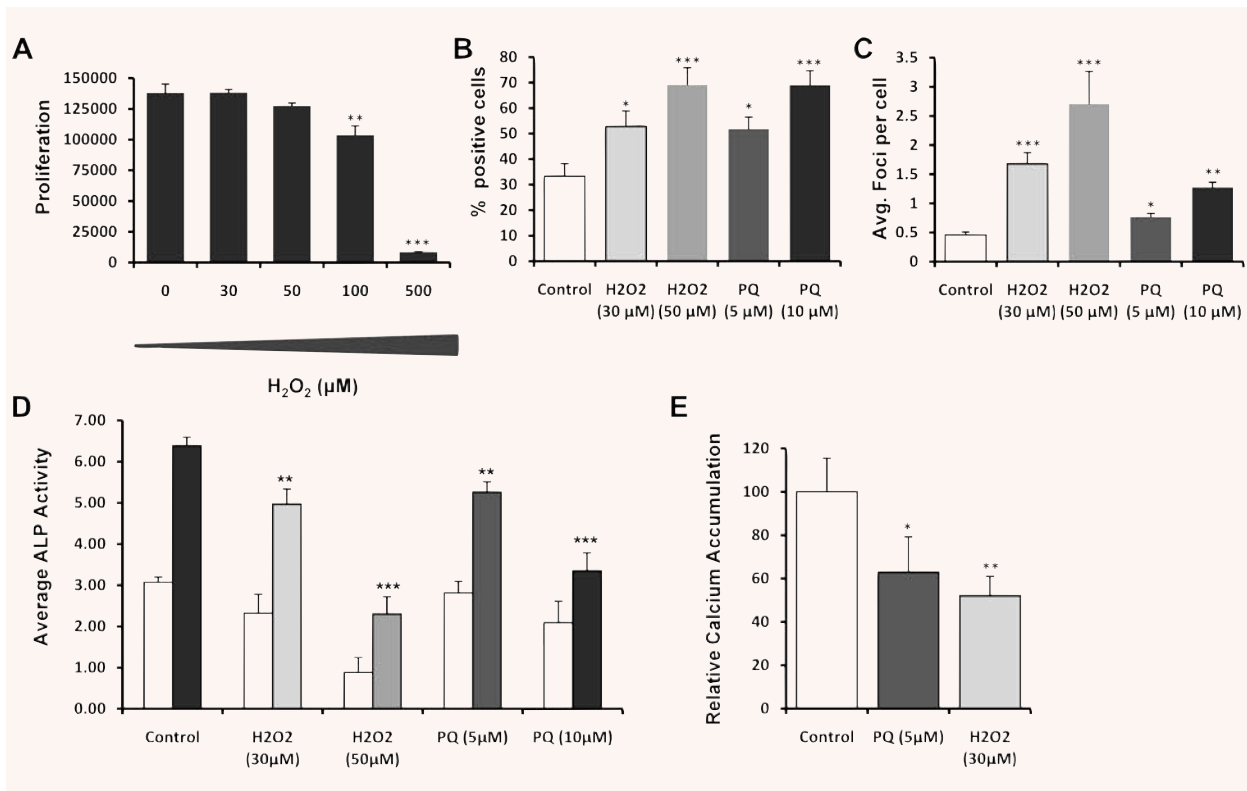 A
150000
125000
100000
75000
50000
25000
0
Proliferation
**
***
0 30 50 100 500
H2O2 (µM)
B
80
70
60
50
40
30
20
10
0
% positive cells
*
***
*
***
Control H2O2 H2O2 PQ PQ
(30 µM) (50 µM) (5 µM) (10 µM)
C
3.5
3
2.5
2
1.5
1
0.5
0
Avg. Foci per cell
***
***
*
**
Control H2O2 H2O2 PQ PQ
(30 µM) (50 µM) (5 µM) (10 µM)
D
7.00
6.00
5.00
4.00
3.00
2.00
1.00
0.00
Average ALP Activity
**
***
**
***
Control H2O2 H2O2 PQ (5µM) PQ (10µM)
(30µM) (50µM)
E
120
100
80
60
40
20
0
Relative Calcium Accumulation
*
**
Control PQ (5µM) H2O2
(30µM)